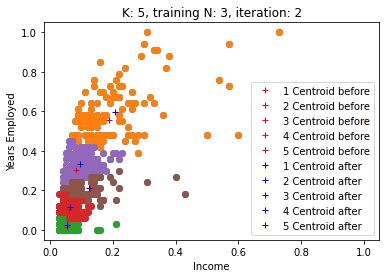 K: 5, training N: 3, iteration: 2
Years Employed
1.0
0.8
0.6
0.4
0.2
0.0
1 Centroid before
2 Centroid before
3 Centroid before
4 Centroid before
5 Centroid before
1 Centroid after
2 Centroid after
3 Centroid after
4 Centroid after
5 Centroid after
0.0 0.2 0.4 0.6 0.8 1.0
Income